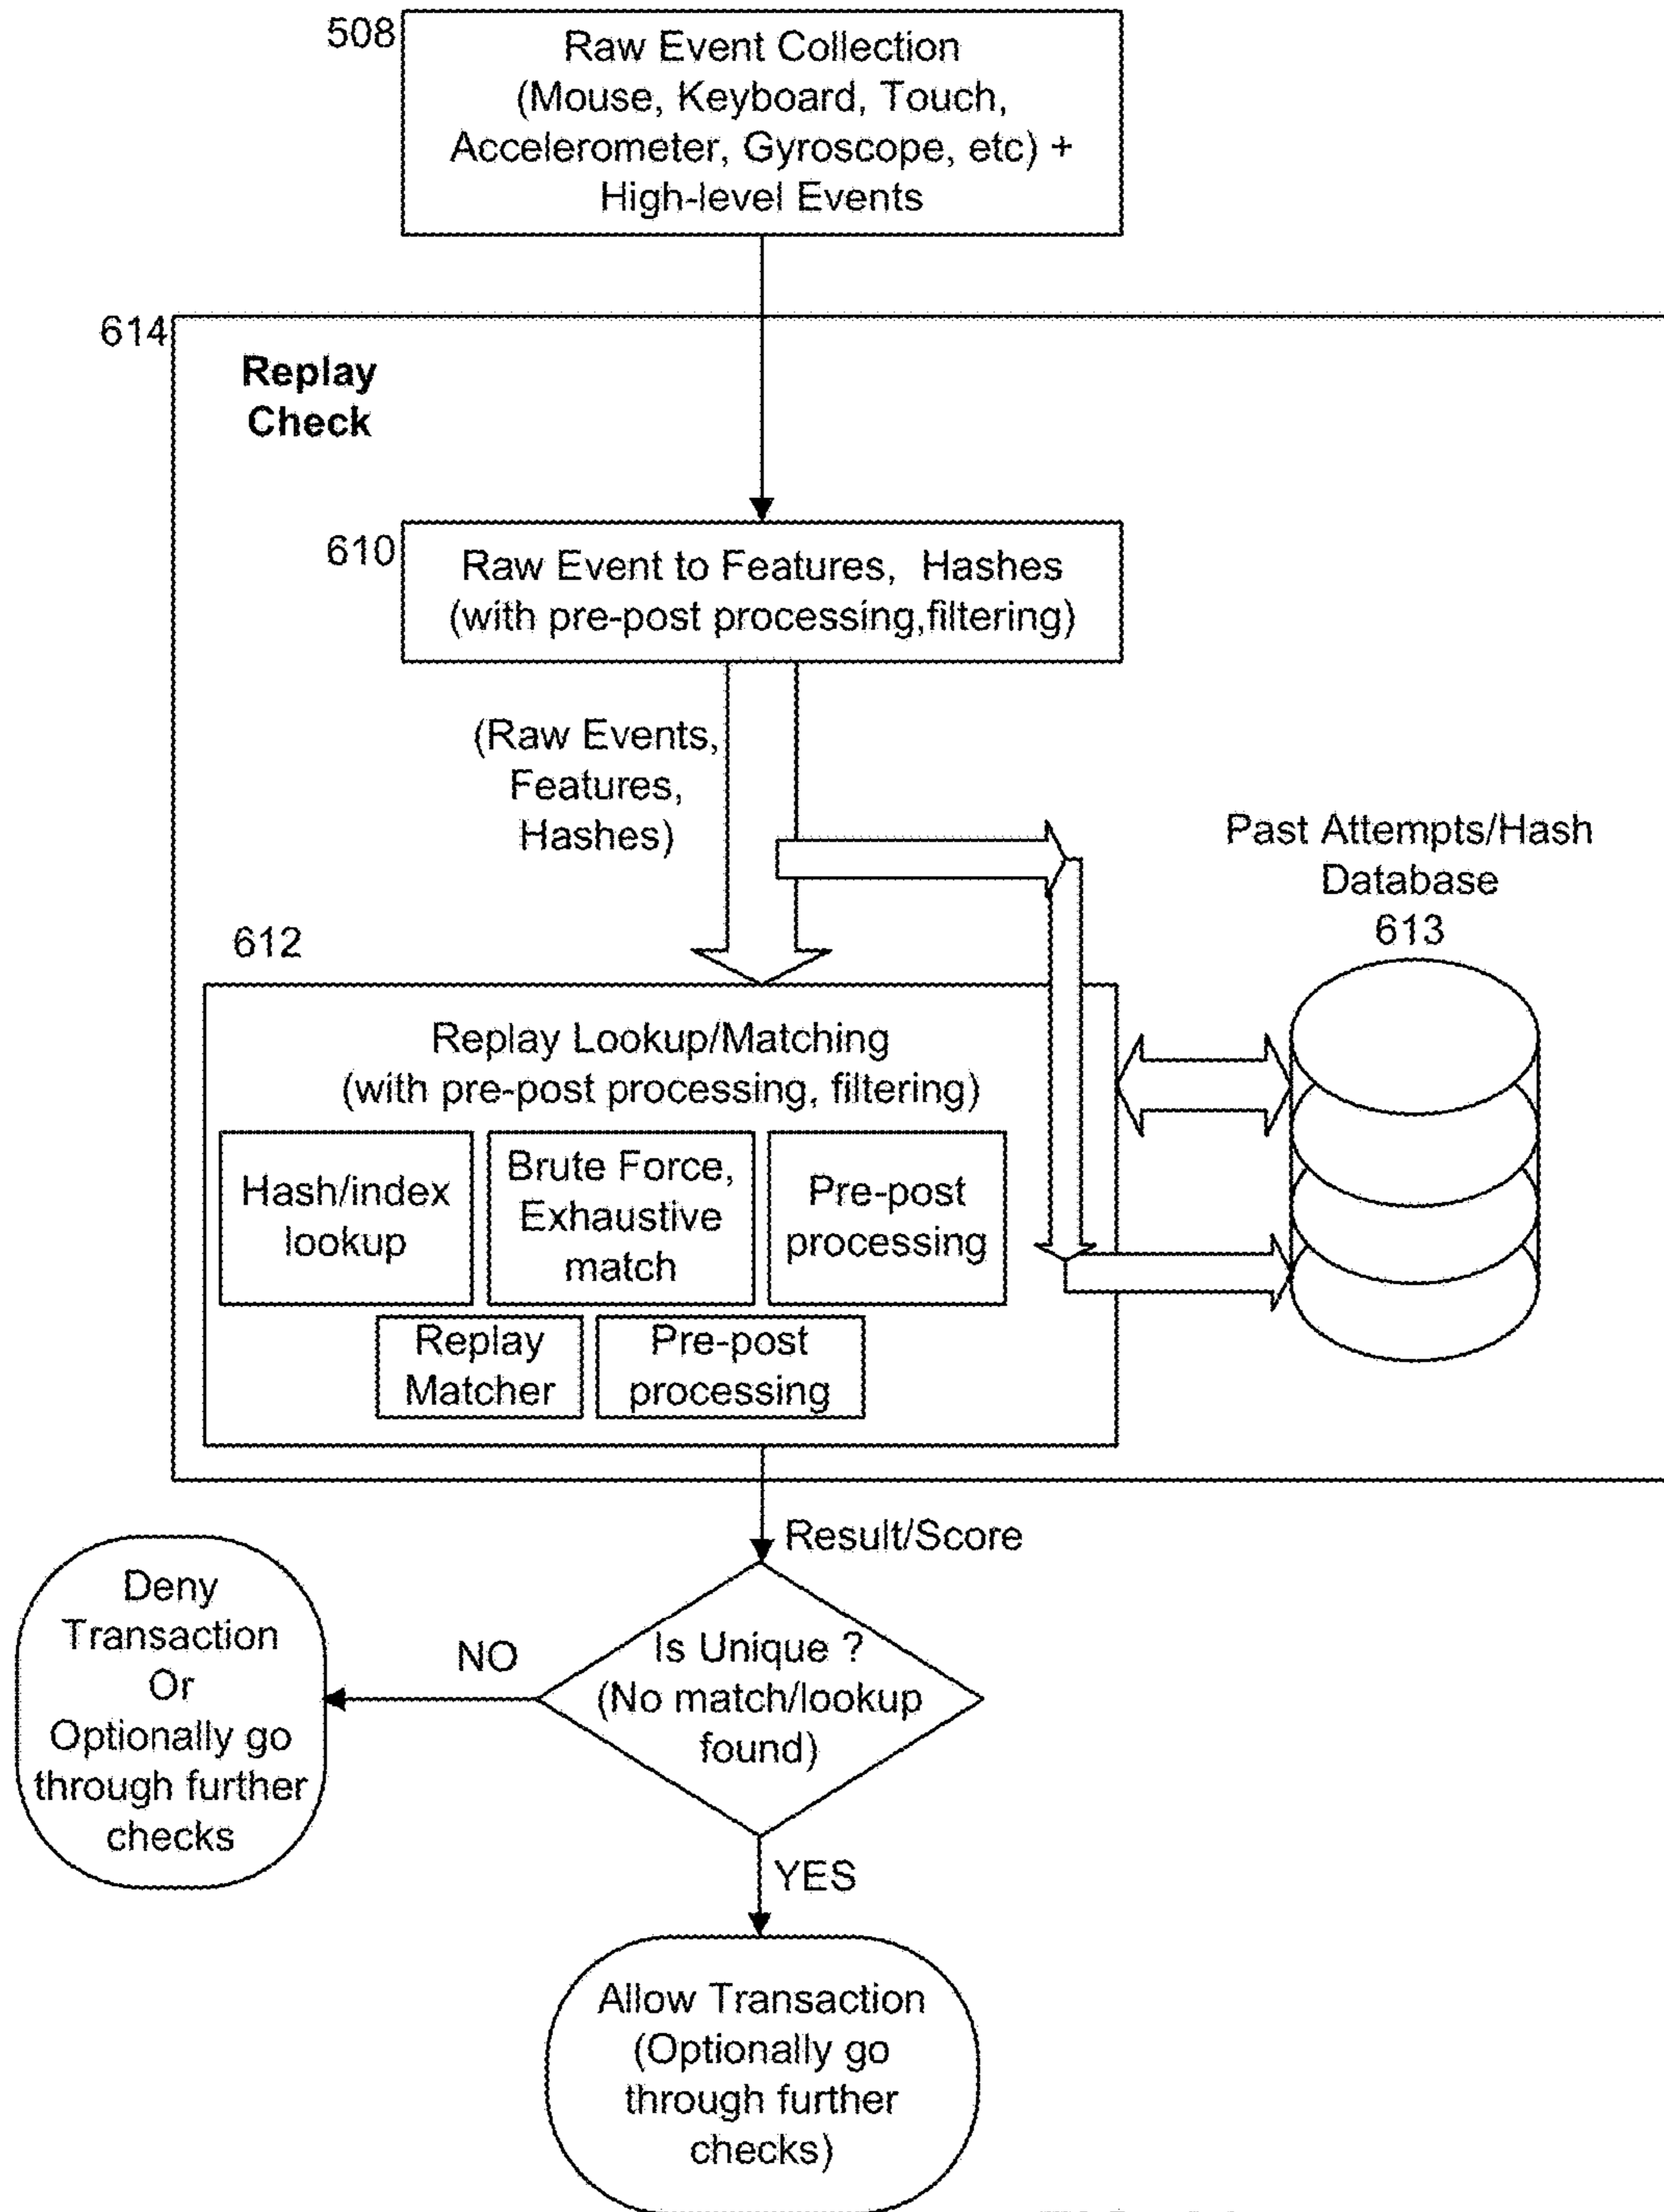 508
Raw Event Collection
(Mouse, Keyboard, Touch,
Accelerometer, Gyroscope, etc) +
High-level Events
614
Replay
Check
610
Raw Event to Features, Hashes
(with pre-post processing,filtering)
(Raw Events,
Features,
Hashes)
Past Attempts/Hash
Database
613
612
Replay Lookup/Matching
(with pre-post processing, filtering)
Hash/index
lookup
Brute Force,
Exhaustive
match
Pre-post
processing
Replay
Matcher
Pre-post
processing
Result/Score
Is Unique ?
(No match/lookup
found)
NO
Deny
Transaction
Or
Optionally go
through further
checks
YES
Allow Transaction
(Optionally go
through further
checks)